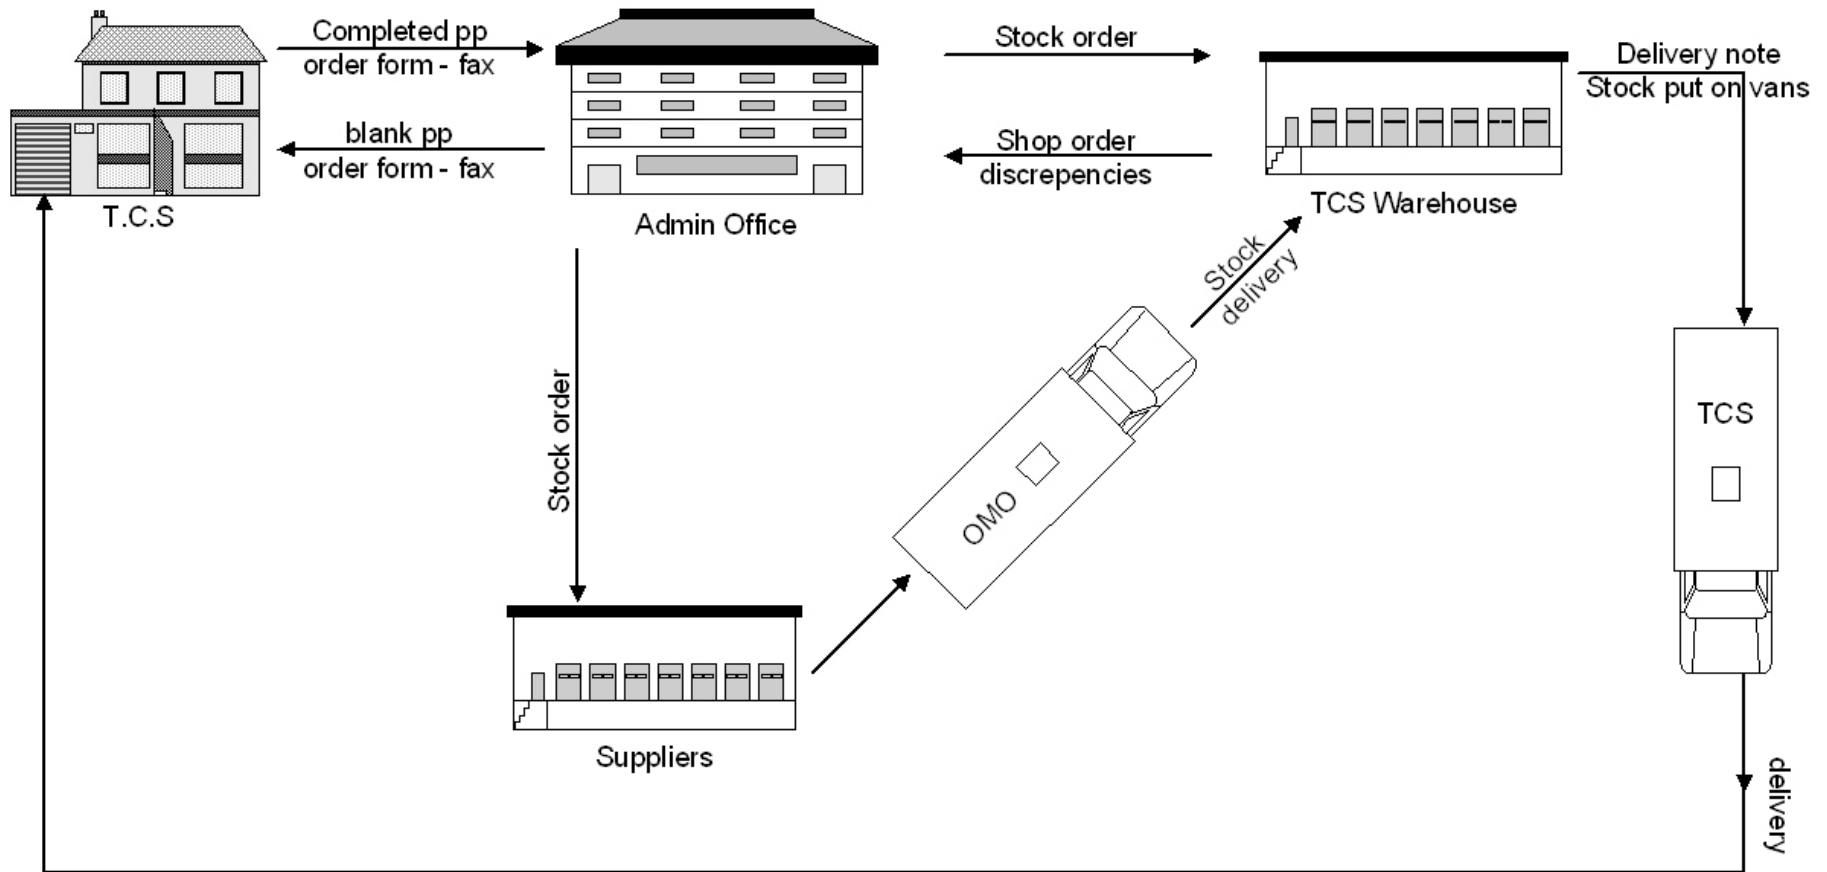 Completed pp
order form - fax
blank pp
order form - fax
T.C.S
Admin Office
Stock order
Shop order
discrepencies
TCS Warehouse
Delivery note
Stock put on vans
Stock
delivery
Stock order
OMO
TCS
Suppliers
delivery